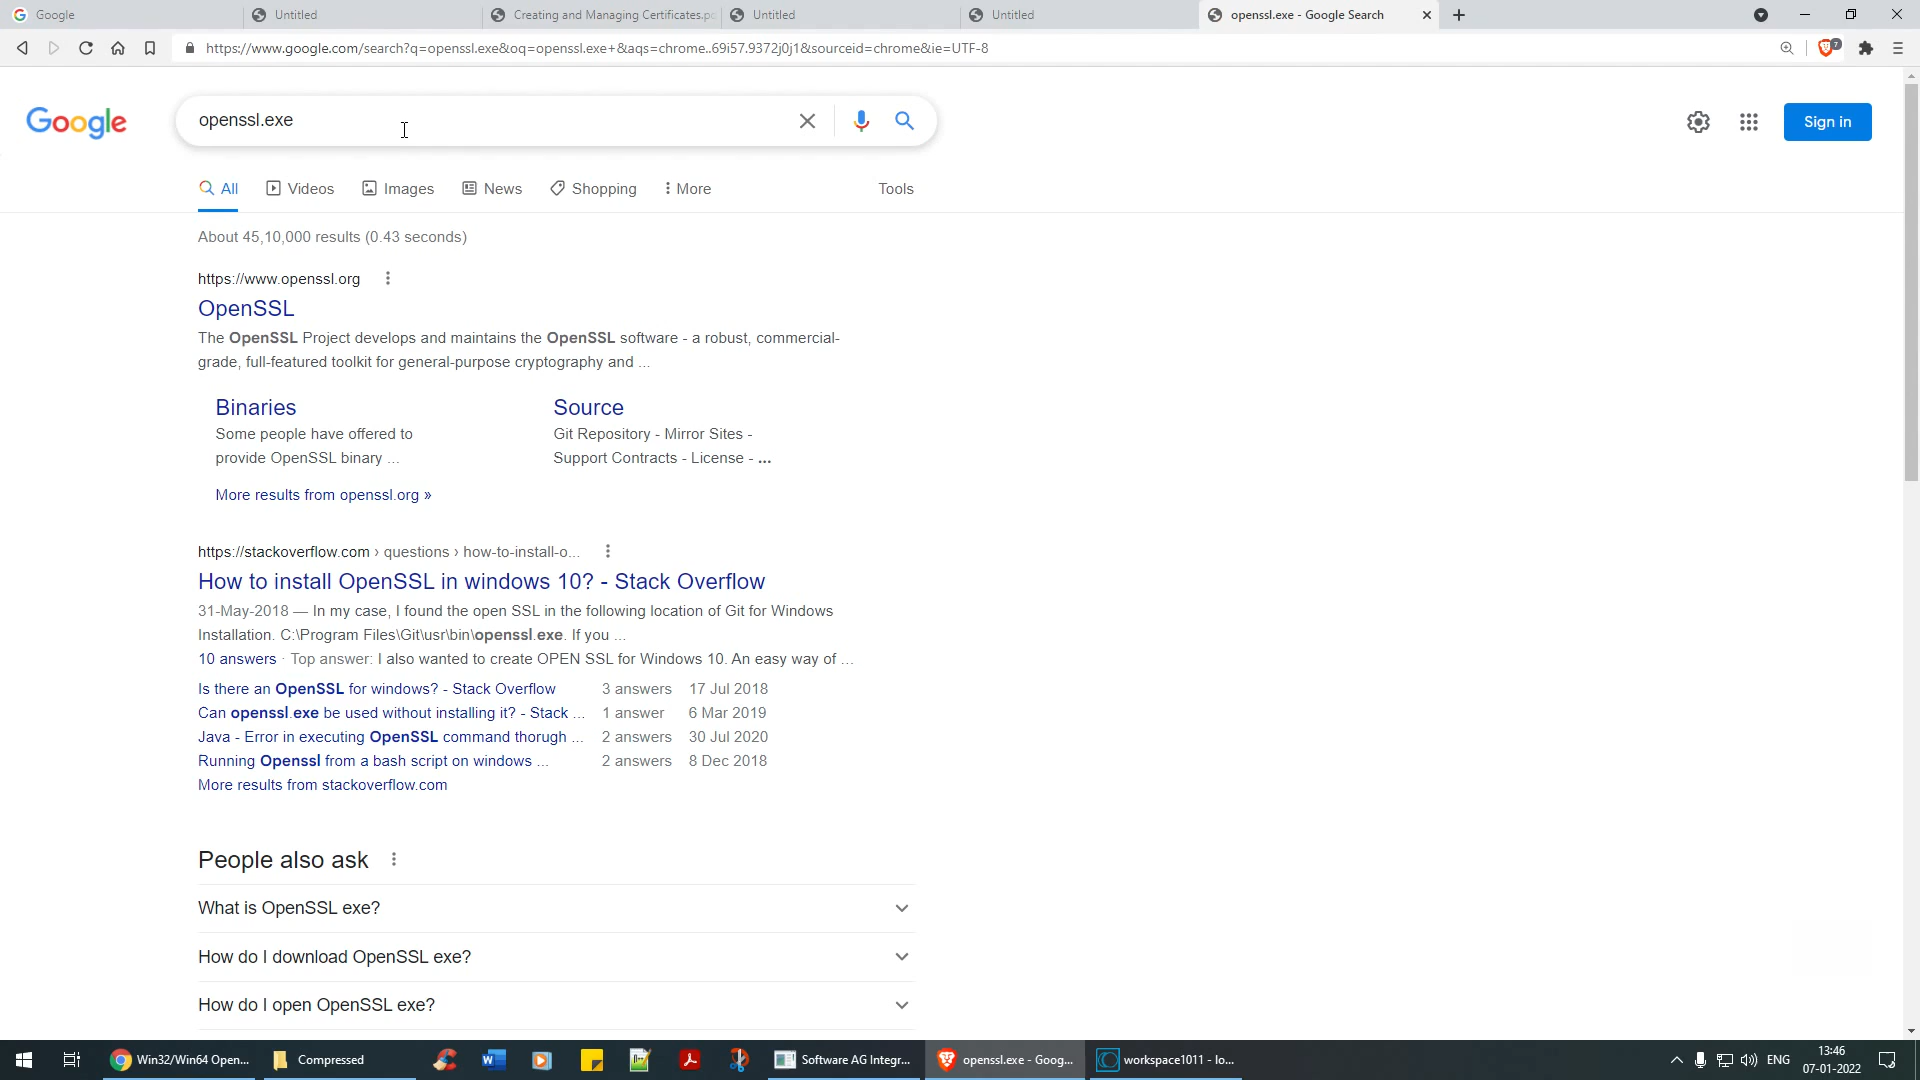 Google
Untitled
Creating and Managing Certificates.pd
Untitled
Untitled
openssl.exe - Google Search
https://www.google.com/search?q=openssl.exe&oq=openssl.exe+&aqs=chrome..69i57.9372j0j1&sourceid=chrome&ie=UTF-8
7
Google
openssl.exe
Sign in
All
Videos
Images
News
Shopping
More
Tools
About 45,10,000 results (0.43 seconds)
https://www.openssl.org
OpenSSL
The OpenSSL Project develops and maintains the OpenSSL software - a robust, commercial-
grade, full-featured toolkit for general-purpose cryptography and ...
Binaries
Some people have offered to
provide OpenSSL binary ...
Source
Git Repository - Mirror Sites -
Support Contracts - License - ...
More results from openssl.org »
https://stackoverflow.com › questions › how-to-install-o...
How to install OpenSSL in windows 10? - Stack Overflow
31-May-2018 — In my case, I found the open SSL in the following location of Git for Windows
Installation. C:\Program Files\Git\usr\bin\openssl.exe. If you ...
10 answers · Top answer: I also wanted to create OPEN SSL for Windows 10. An easy way of ...
Is there an OpenSSL for windows? - Stack Overflow 3 answers 17 Jul 2018
Can openssl.exe be used without installing it? - Stack ... 1 answer 6 Mar 2019
Java - Error in executing OpenSSL command thorugh ... 2 answers 30 Jul 2020
Running Openssl from a bash script on windows ... 2 answers 8 Dec 2018
More results from stackoverflow.com
People also ask
What is OpenSSL exe?
How do I download OpenSSL exe?
How do I open OpenSSL exe?
Win32/Win64 Open...
Compressed
Software AG Integr...
openssl.exe - Goog...
workspace1011 - Io...
ENG
13:46
07-01-2022